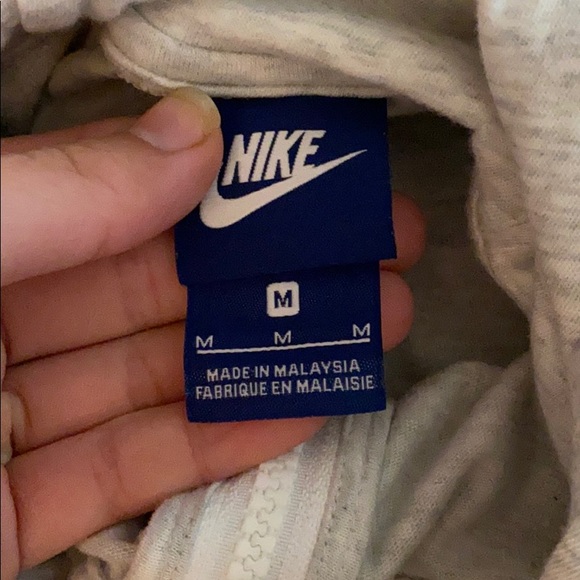 NIKE
M
M M M
MADE IN MALAYSIA
FABRIQUE EN MALAISIE